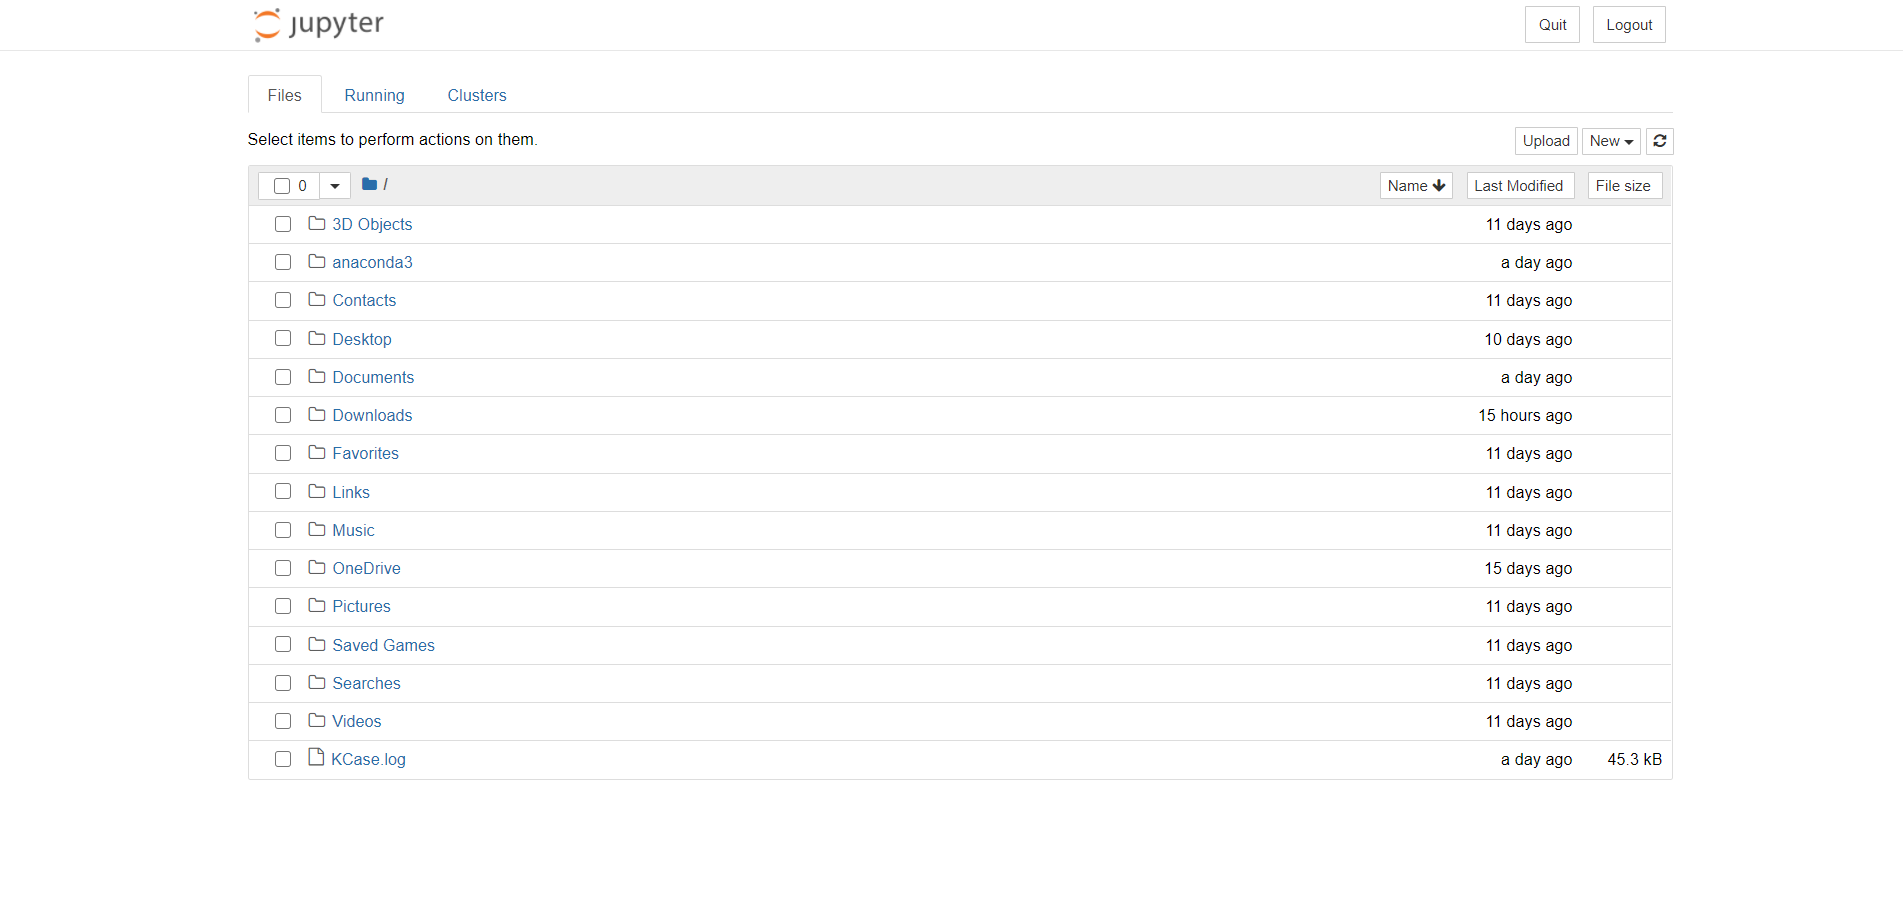 jupyter Quit Logout
Files Running Clusters
Select items to perform actions on them. Upload New
0 / Name Last Modified File size
3D Objects 11 days ago
anaconda3 a day ago
Contacts 11 days ago
Desktop 10 days ago
Documents a day ago
Downloads 15 hours ago
Favorites 11 days ago
Links 11 days ago
Music 11 days ago
OneDrive 15 days ago
Pictures 11 days ago
Saved Games 11 days ago
Searches 11 days ago
Videos 11 days ago
KCase.log a day ago 45.3 kB